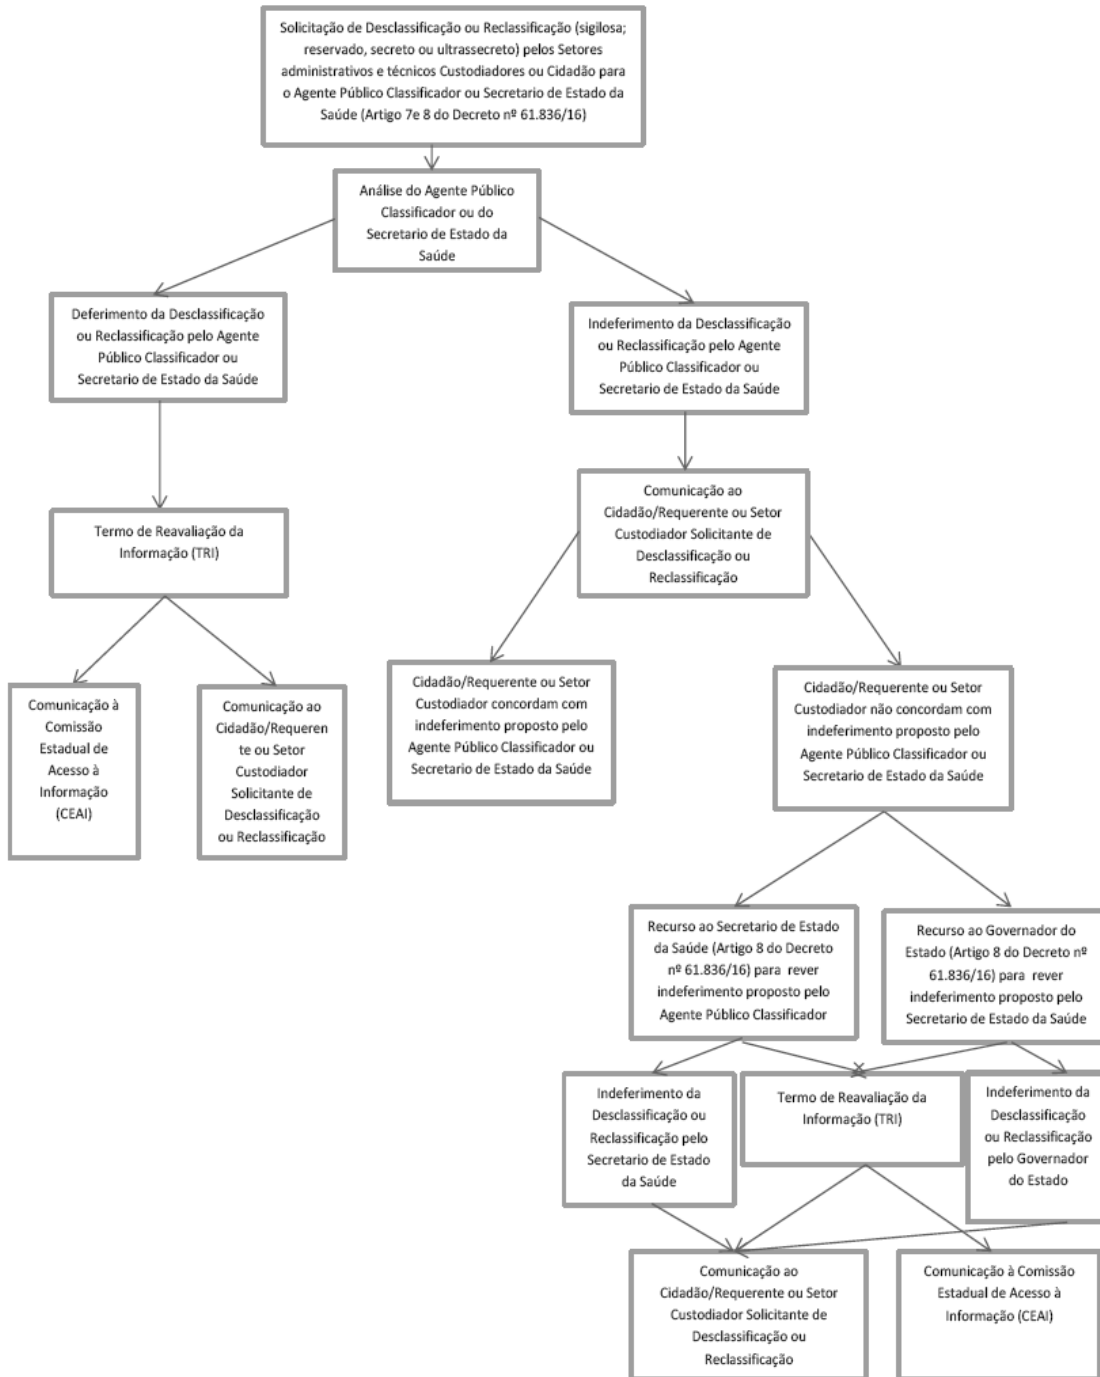 Solicitação de Desclassificação ou Reclassificação (sigilosa;
reservado, secreto ou ultrassecreto) pelos Setores
administrativos e técnicos Custodiadores ou Cidadão para
o Agente Público Classificador ou Secretario de Estado da
Saúde (Artigo 7e 8 do Decreto nº 61.836/16)
Análise do Agente Público
Classificador ou do
Secretario de Estado da
Saúde
Deferimento da Desclassificação
ou Reclassificação pelo Agente
Público Classificador ou
Secretario de Estado da Saúde
Indeferimento da Desclassificação
ou Reclassificação pelo Agente
Público Classificador ou
Secretario de Estado da Saúde
Termo de Reavaliação da
Informação (TRI)
Comunicação ao
Cidadão/Requerente ou Setor
Custodiador Solicitante de
Desclassificação ou
Reclassificação
Comunicação à
Comissão
Estadual de
Acesso à
Informação
(CEAI)
Comunicação ao
Cidadão/Requeren
te ou Setor
Custodiador
Solicitante de
Desclassificação
ou Reclassificação
Cidadão/Requerente ou Setor
Custodiador concordam com
indeferimento proposto pelo
Agente Público Classificador ou
Secretario de Estado da Saúde
Cidadão/Requerente ou Setor
Custodiador não concordam com
indeferimento proposto pelo
Agente Público Classificador ou
Secretario de Estado da Saúde
Recurso ao Secretario de Estado
da Saúde (Artigo 8 do Decreto
nº 61.836/16) para rever
indeferimento proposto pelo
Agente Público Classificador
Recurso ao Governador do
Estado (Artigo 8 do Decreto nº
61.836/16) para rever
indeferimento proposto pelo
Secretario de Estado da Saúde
Indeferimento da
Desclassificação ou
Reclassificação pelo
Secretario de Estado
da Saúde
Termo de Reavaliação da
Informação (TRI)
Indeferimento da
Desclassificação
ou Reclassificação
pelo Governador
do Estado
Comunicação ao
Cidadão/Requerente ou Setor
Custodiador Solicitante de
Desclassificação ou
Reclassificação
Comunicação à Comissão
Estadual de Acesso à
Informação (CEAI)